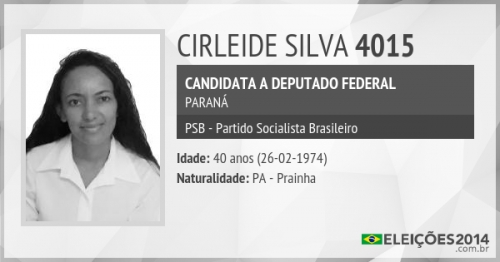 CIRLEIDE SILVA 4015
CANDIDATA A DEPUTADO FEDERAL
PARANÁ
PSB - Partido Socialista Brasileiro
Idade: 40 anos (26-02-1974)
Naturalidade: PA - Prainha
ELEIÇÕES2014
.com.br